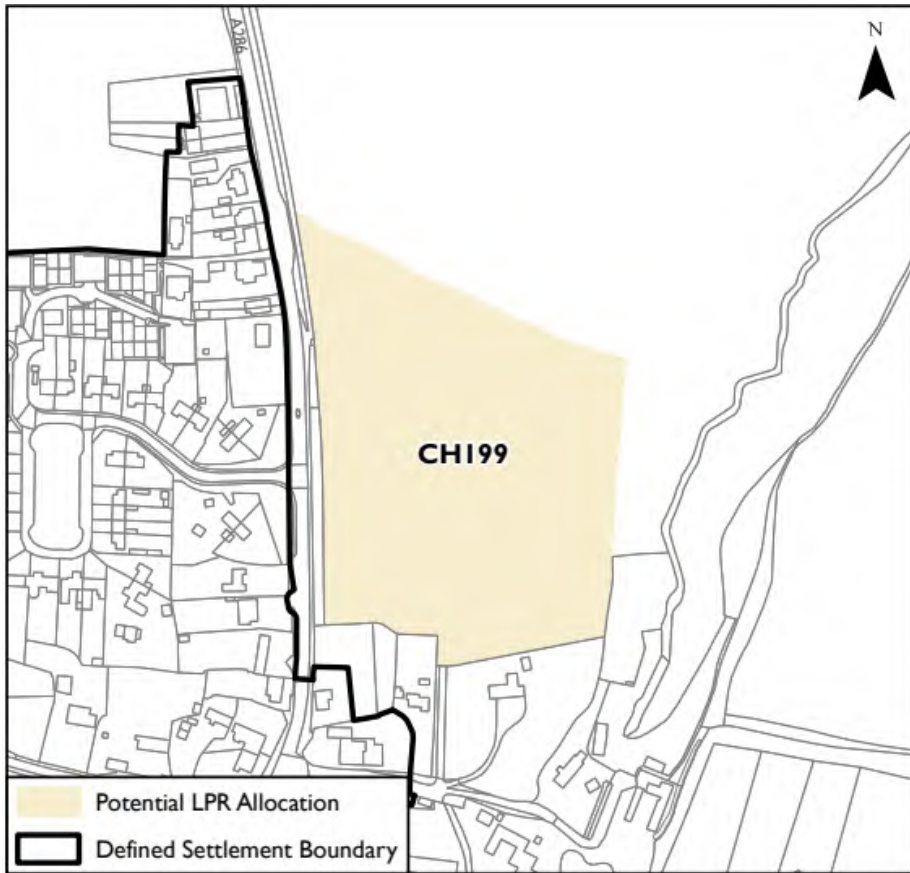 A286
N
CH199
Potential LPR Allocation
Defined Settlement Boundary